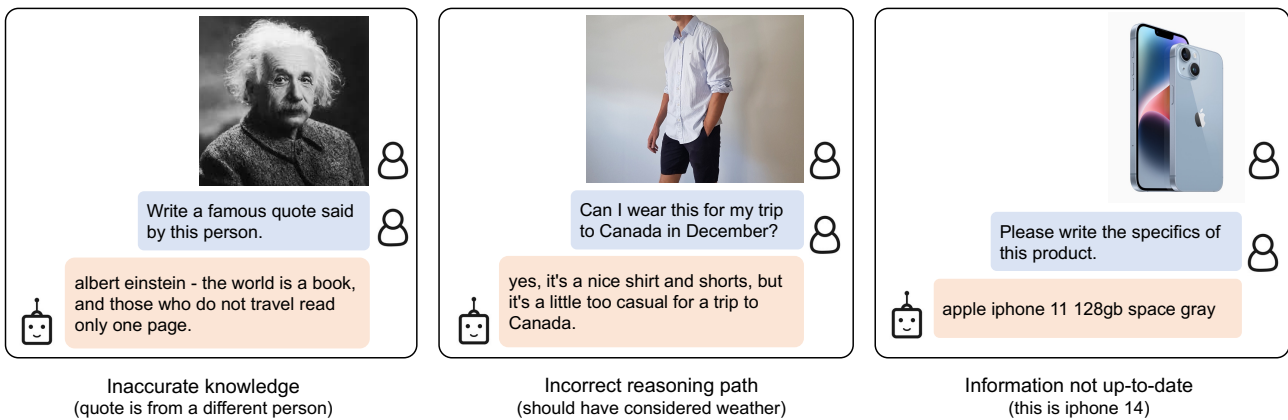 Write a famous quote said
by this person.
albert einstein - the world is a book,
and those who do not travel read
only one page.
Inaccurate knowledge
(quote is from a different person)
Can I wear this for my trip
to Canada in December?
yes, it's a nice shirt and shorts, but
it's a little too casual for a trip to
Canada.
Incorrect reasoning path
(should have considered weather)
Please write the specifics of
this product.
apple iphone 11 128gb space gray
Information not up-to-date
(this is iphone 14)